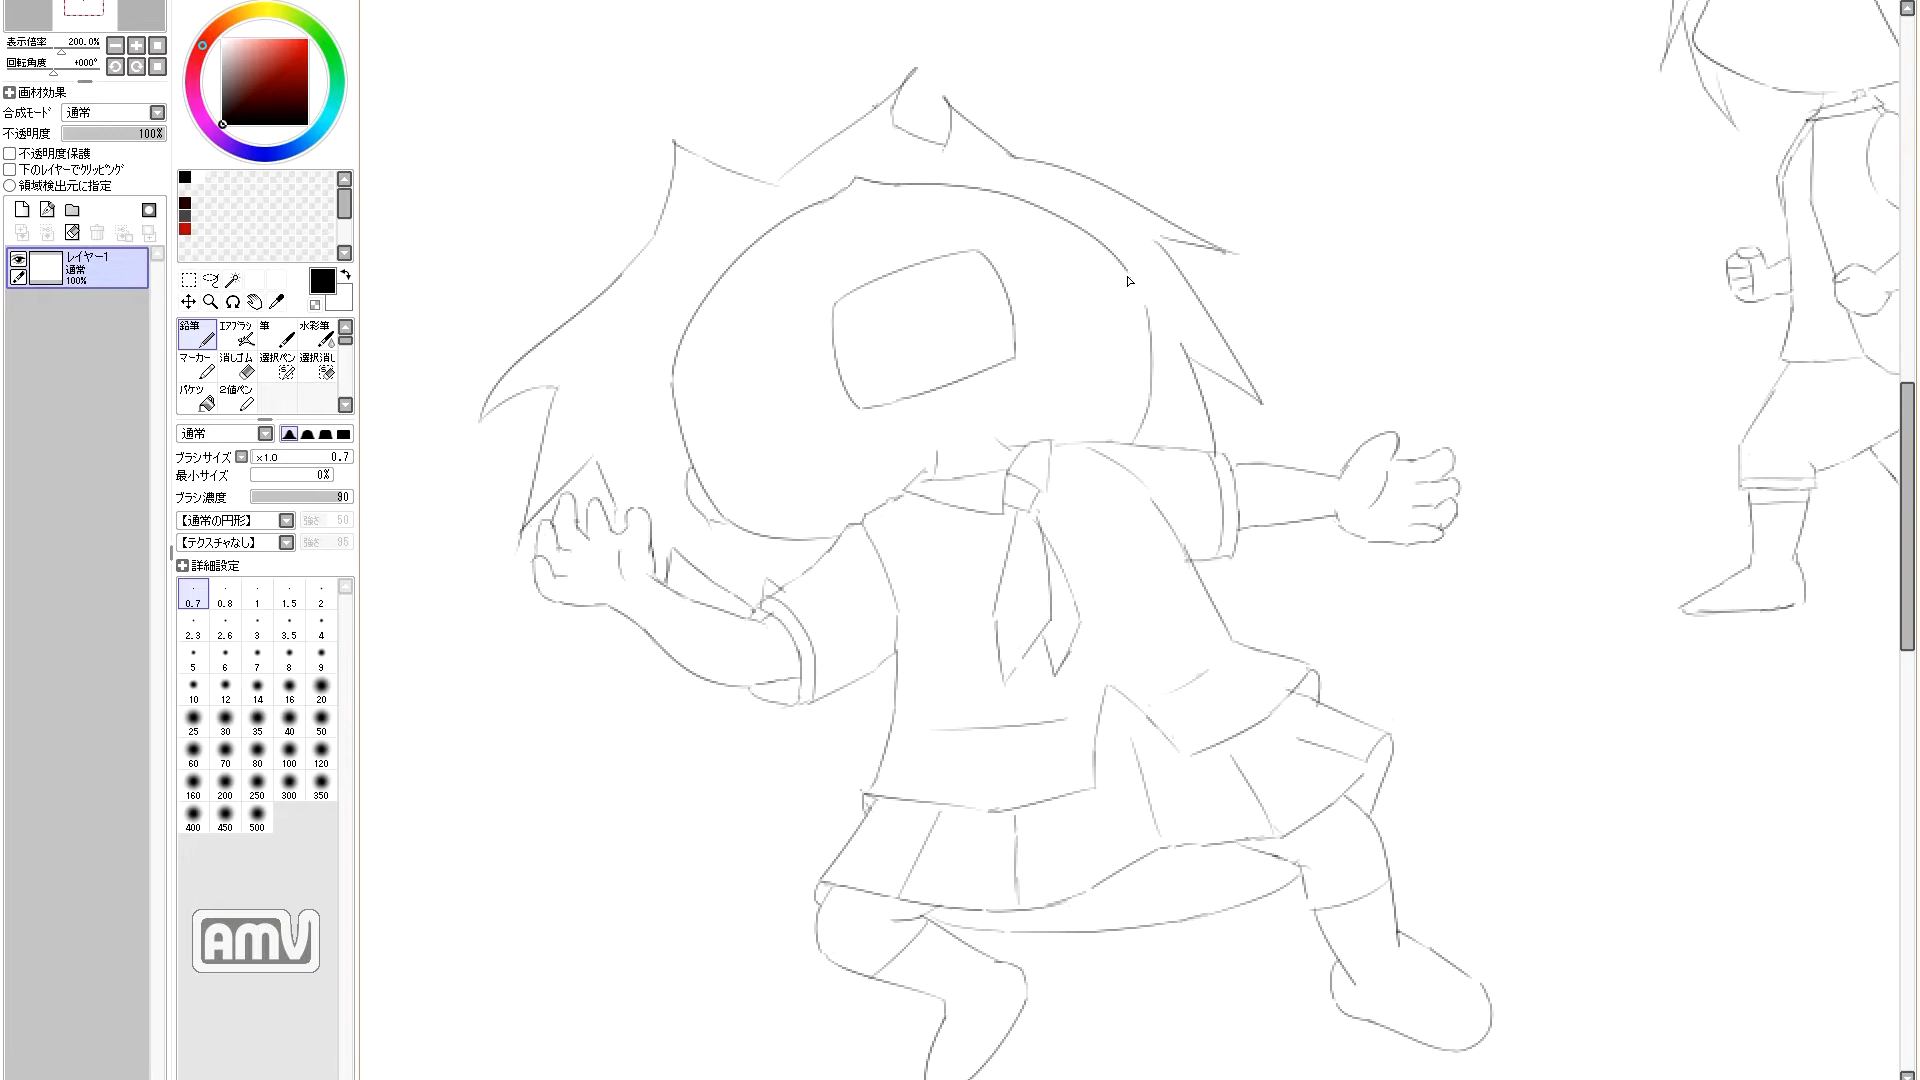 表示倍率 200.0%
回転角度 +000°
画材効果
合成モード 通常
不透明度 100%
不透明度保護
下のレイヤーでクリッピング
領域検出元に指定
レイヤー1
通常
100%
鉛筆 エアブラシ 筆 水彩筆
マーカー 消しゴム 選択ペン 選択消し
バケツ 2値ペン
通常
ブラシサイズ x1.0 0.7
最小サイズ 0%
ブラシ濃度 90
【通常の円形】 強さ 50
【テクスチャなし】 強さ 95
詳細設定
0.7 0.8 1 1.5 2
2.3 2.6 3 3.5 4
5 6 7 8 9
10 12 14 16 20
25 30 35 40 50
60 70 80 100 120
160 200 250 300 350
400 450 500
AMV